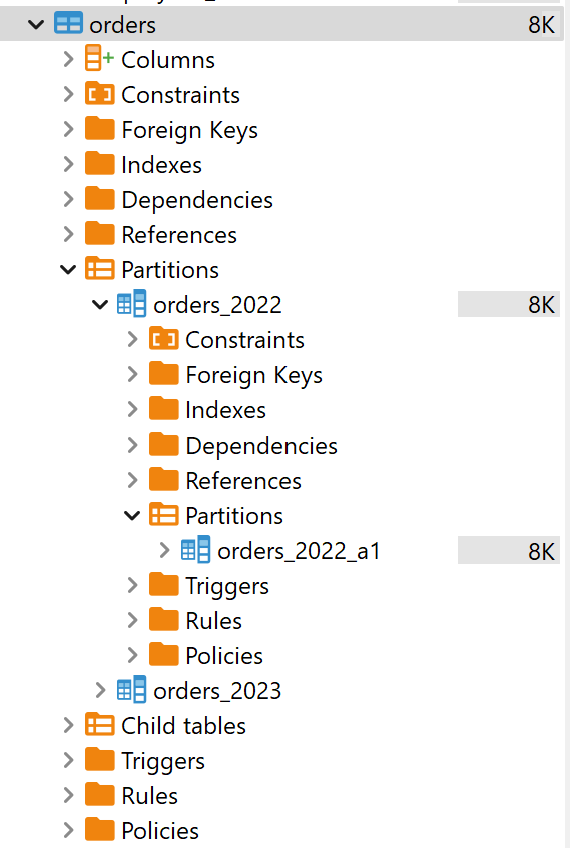 orders 8K
Columns
Constraints
Foreign Keys
Indexes
Dependencies
References
Partitions
orders_2022 8K
Constraints
Foreign Keys
Indexes
Dependencies
References
Partitions
orders_2022_a1 8K
Triggers
Rules
Policies
orders_2023
Child tables
Triggers
Rules
Policies